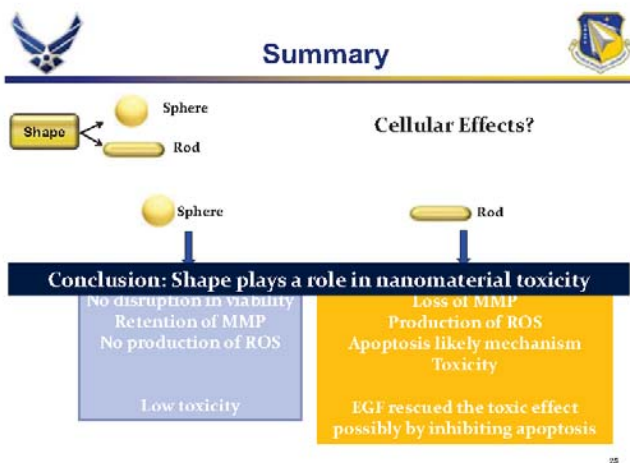 Summary
Shape
Sphere
Rod
Cellular Effects?
Sphere
Rod
Conclusion: Shape plays a role in nanomaterial toxicity
No disruption in viability
Retention of MMP
No production of ROS
Low toxicity
Loss of MMP
Production of ROS
Apoptosis likely mechanism
Toxicity
EGF rescued the toxic effect
possibly by inhibiting apoptosis
25